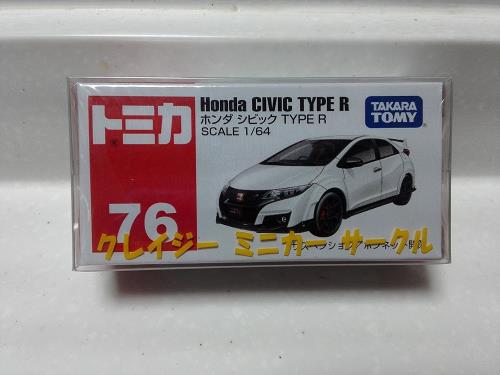 トミカ
Honda CIVIC TYPE R
ホンダ シビック TYPE R
SCALE 1/64
TAKARA
TOMY
76
クレイジー ミニカー サークル